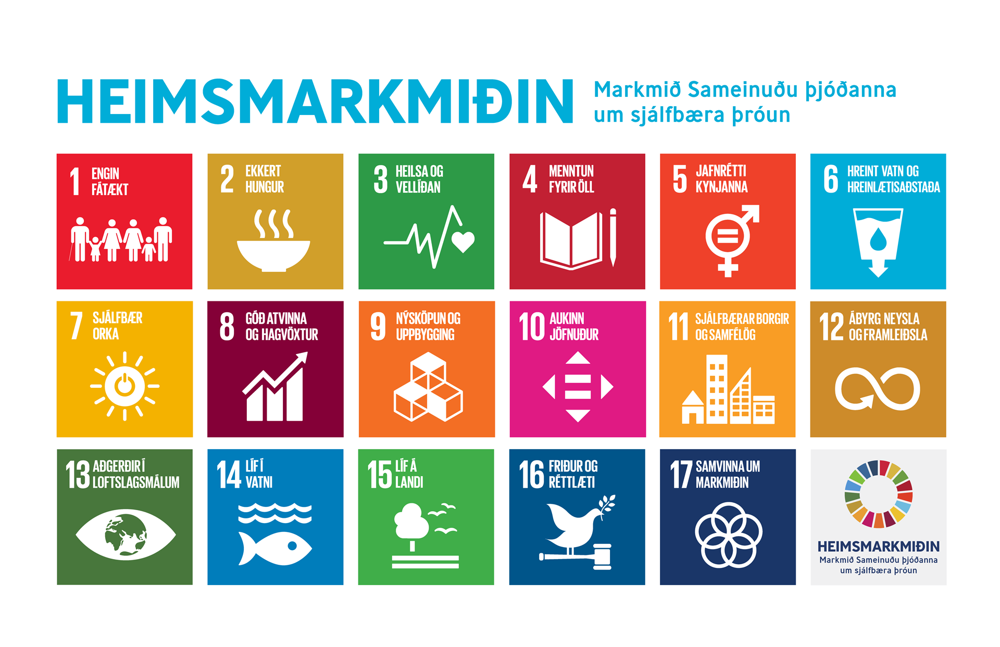 HEIMSMARKMIÐIN
Markmið Sameinuðu þjóðanna
um sjálfbæra þróun
1 ENGIN
FÁTÆKT
2 EKKERT
HUNGUR
3 HEILSA OG
VELLÍÐAN
4 MENNTUN
FYRIR ÖLL
5 JAFNRÉTTI
KYNJANNA
6 HREINT VATN OG
HREINLÆTISAÐSTAÐA
7 SJÁLFBÆR
ORKA
8 GÓÐ ATVINNA
OG HAGVÖXTUR
9 NÝSKÖPUN OG
UPPBYGGING
10 AUKINN
JÖFNUÐUR
11 SJÁLFBÆRAR BORGIR
OG SAMFÉLÖG
12 ÁBYRG NEYSLA
OG FRAMLEIÐSLA
13 AÐGERÐIR Í
LOFTSLAGSMÁLUM
14 LÍF Í
VATNI
15 LÍF Á
LANDI
16 FRIÐUR OG
RÉTTLÆTI
17 SAMVINNA UM
MARKMIÐIN
HEIMSMARKMIÐIN
Markmið Sameinuðu þjóðanna
um sjálfbæra þróun